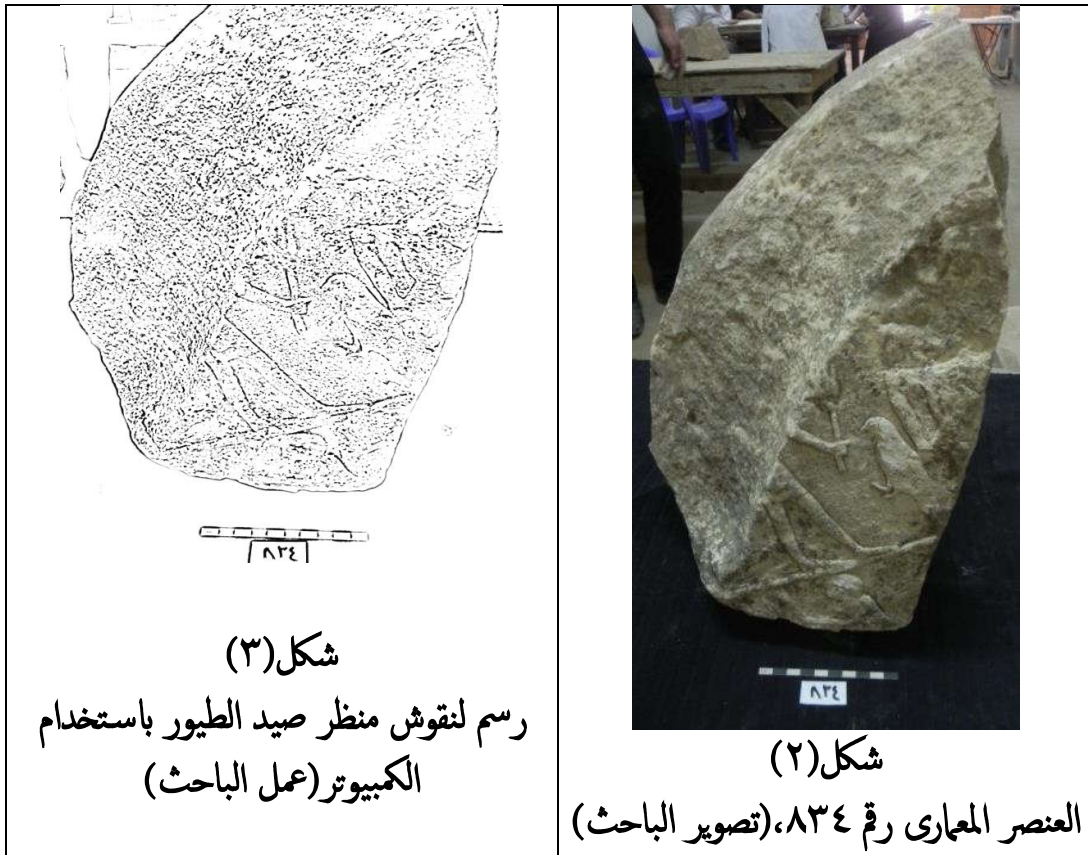 ٨٣٤
شكل(٢)
العنصر المعمارى رقم ٨٣٤،(تصوير الباحث)
٨٣٤
شكل(٣)
رسم لنقوش منظر صيد الطيور باستخدام
الكمبيوتر(عمل الباحث)